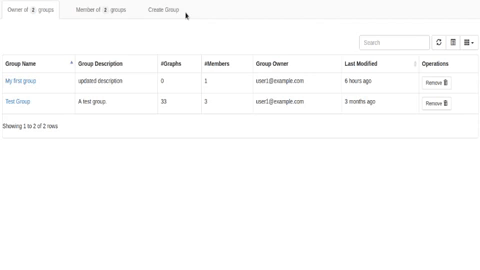 Owner of 2 groups Member of 2 groups Create Group
Search
Group Name Group Description #Graphs #Members Group Owner Last Modified Operations
My first group updated description 0 1 user1@example.com 6 hours ago Remove
Test Group A test group. 33 3 user1@example.com 3 months ago Remove
Showing 1 to 2 of 2 rows